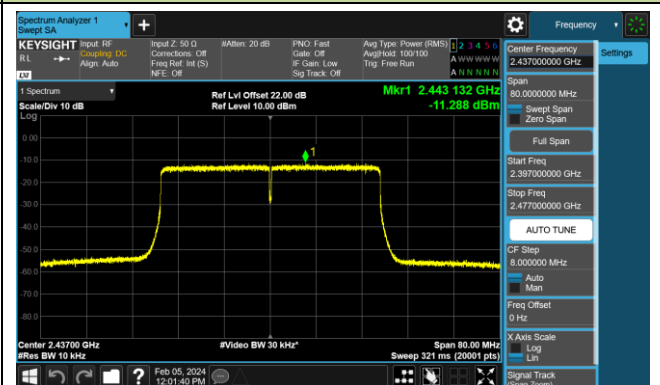 Spectrum Analyzer 1
Swept SA
+
Frequency
KEYSIGHT
RL
LXI
Input: RF
Coupling: DC
Align: Auto
Input Z: 50 Ω
Corrections: Off
Freq Ref: Int (S)
NFE: Off
#Atten: 20 dB
PNO: Fast
Gate: Off
IF Gain: Low
Sig Track: Off
Avg Type: Power (RMS)
Avg|Hold: 100/100
Trig: Free Run
1 2 3 4 5 6
A W W W W W
A N N N N N
Center Frequency
2.437000000 GHz
Settings
Span
80.0000000 MHz
Swept Span
Zero Span
Full Span
Start Freq
2.397000000 GHz
Stop Freq
2.477000000 GHz
AUTO TUNE
CF Step
8.000000 MHz
Auto
Man
Freq Offset
0 Hz
X Axis Scale
Log
Lin
Signal Track
(Span Zoom)
1 Spectrum
Scale/Div 10 dB
Log
Ref Lvl Offset 22.00 dB
Ref Level 10.00 dBm
Mkr1 2.443 132 GHz
-11.288 dBm
0.00
-10.0
-20.0
-30.0
-40.0
-50.0
-60.0
-70.0
-80.0
1
Center 2.43700 GHz
#Res BW 10 kHz
#Video BW 30 kHz*
Span 80.00 MHz
Sweep 321 ms (20001 pts)
?
Feb 05, 2024
12:01:40 PM